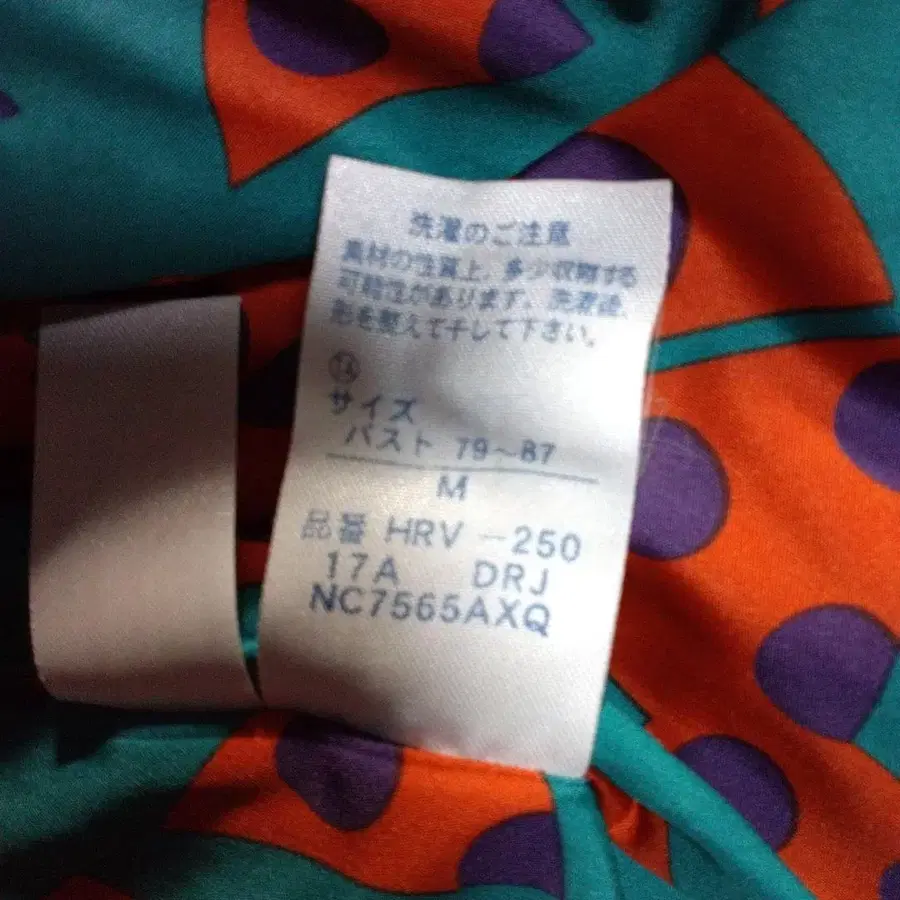 洗濯のご注意
素材の性質上、多少収縮する
可能性があります。洗濯後、
形を整えて干して下さい。
⑭
サイズ
バスト 79〜87
M
品番 HRV −250
17A DRJ
NC7565AXQ